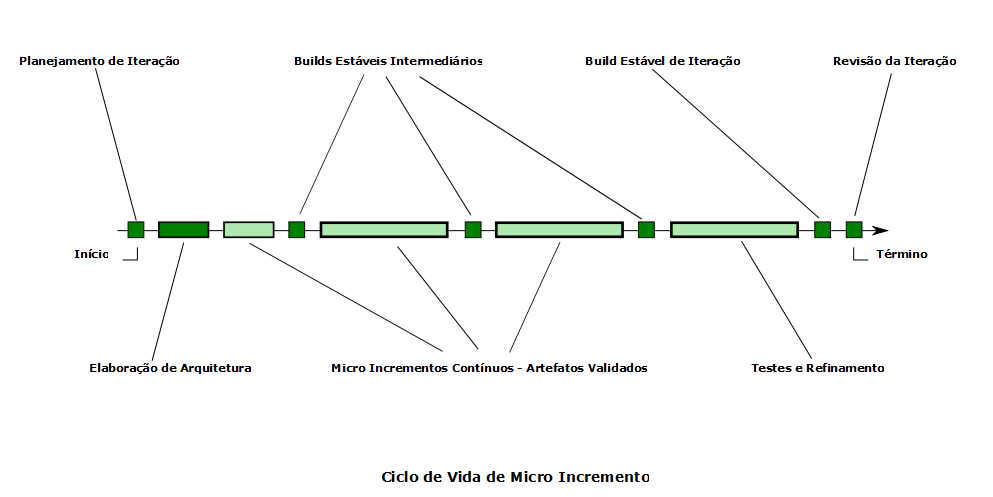 Planejamento de Iteração
Builds Estáveis Intermediários
Build Estável de Iteração
Revisão da Iteração
Início
Término
Elaboração de Arquitetura
Micro Incrementos Contínuos - Artefatos Validados
Testes e Refinamento
Ciclo de Vida de Micro Incremento